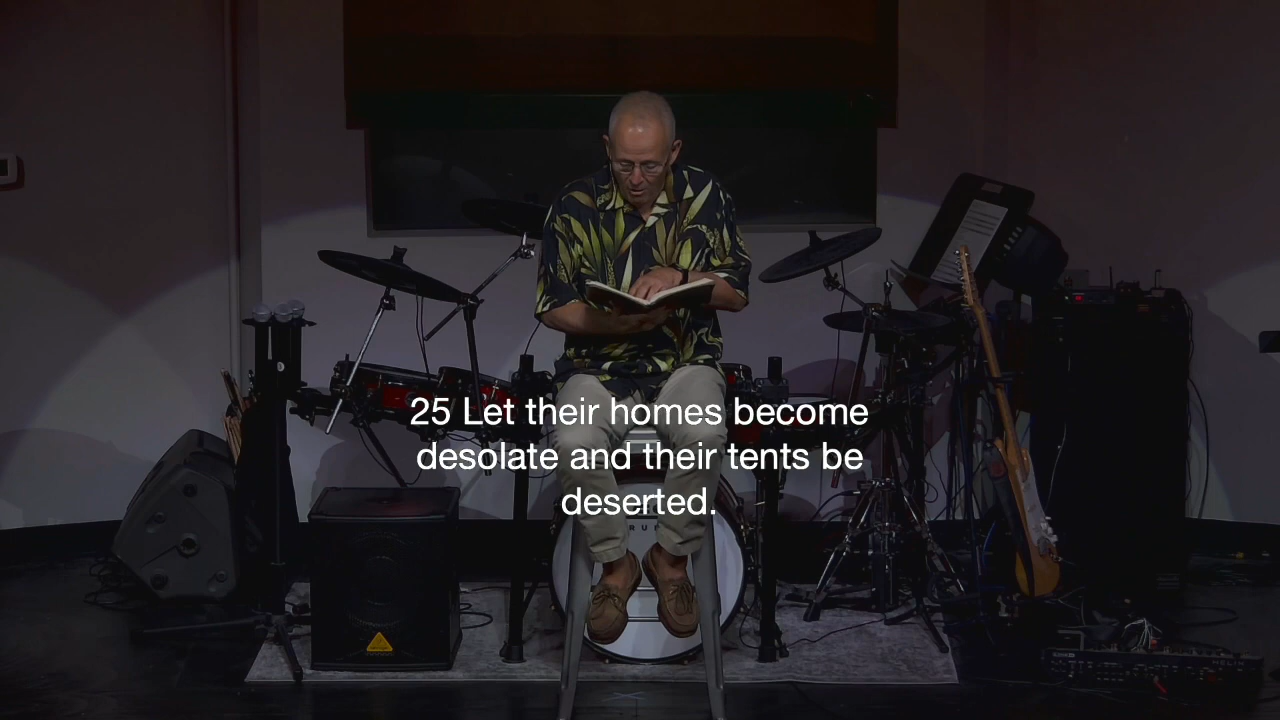 25 Let their homes become
desolate and their tents be
deserted.